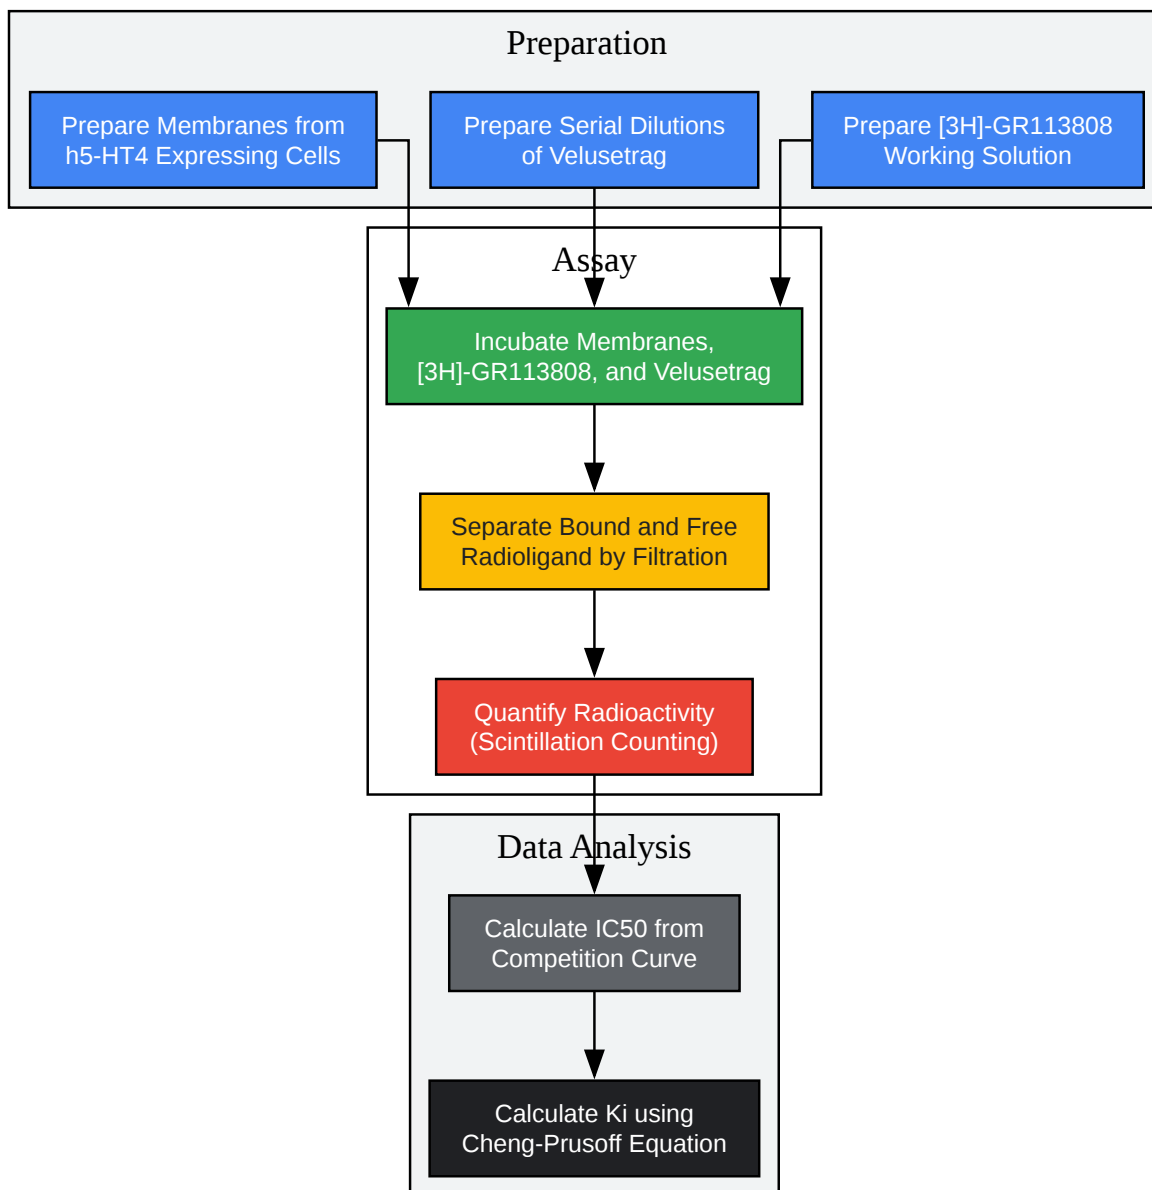 Preparation
Prepare Membranes from
h5-HT4 Expressing Cells
Prepare Serial Dilutions
of Velusetrag
Prepare [3H]-GR113808
Working Solution
Assay
Incubate Membranes,
[3H]-GR113808, and Velusetrag
Separate Bound and Free
Radioligand by Filtration
Quantify Radioactivity
(Scintillation Counting)
Data Analysis
Calculate IC50 from
Competition Curve
Calculate Ki using
Cheng-Prusoff Equation